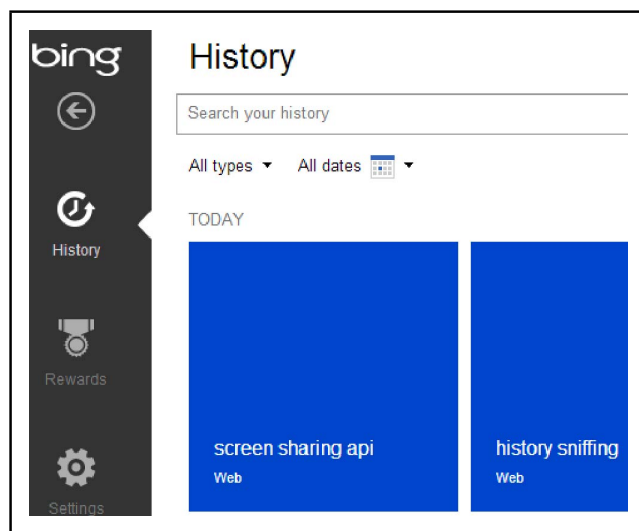 bing
History
Search your history
All types
All dates
TODAY
History
Rewards
Settings
screen sharing api
Web
history sniffing
Web